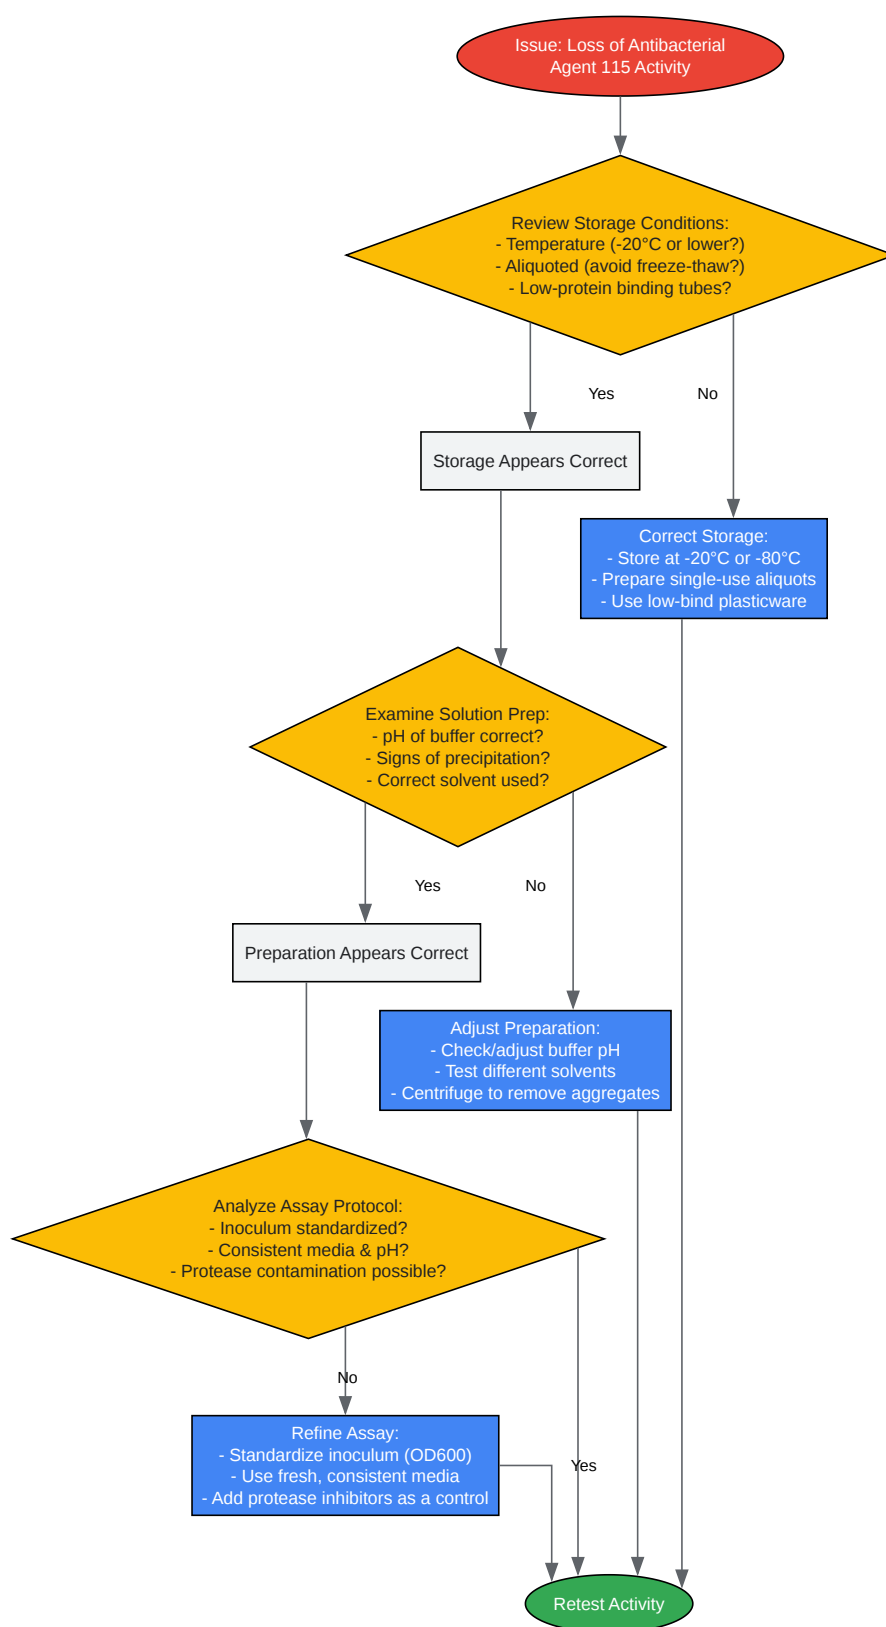 Issue: Loss of Antibacterial
Agent 115 Activity
Review Storage Conditions:
- Temperature (-20°C or lower?)
- Aliquoted (avoid freeze-thaw?)
- Low-protein binding tubes?
Yes
No
Storage Appears Correct
Correct Storage:
- Store at -20°C or -80°C
- Prepare single-use aliquots
- Use low-bind plasticware
Examine Solution Prep:
- pH of buffer correct?
- Signs of precipitation?
- Correct solvent used?
Yes
No
Preparation Appears Correct
Adjust Preparation:
- Check/adjust buffer pH
- Test different solvents
- Centrifuge to remove aggregates
Analyze Assay Protocol:
- Inoculum standardized?
- Consistent media & pH?
- Protease contamination possible?
No
Refine Assay:
- Standardize inoculum (OD600)
- Use fresh, consistent media
- Add protease inhibitors as a control
Yes
Retest Activity